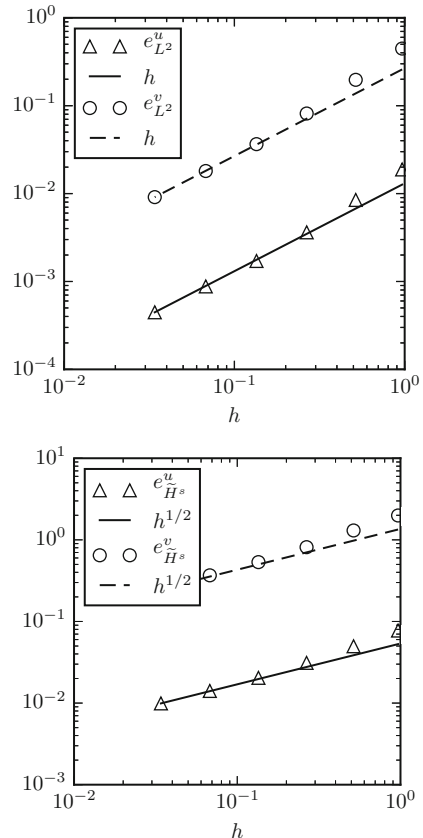 10^0
10^{-1}
10^{-2}
10^{-3}
10^{-4}
e^u_{L^2}
h
e^v_{L^2}
h
10^{-2} 10^{-1} 10^0
h
10^1
10^0
10^{-1}
10^{-2}
10^{-3}
e^u_{\widetilde{H}^s}
h^{1/2}
e^v_{\widetilde{H}^s}
h^{1/2}
10^{-2} 10^{-1} 10^0
h